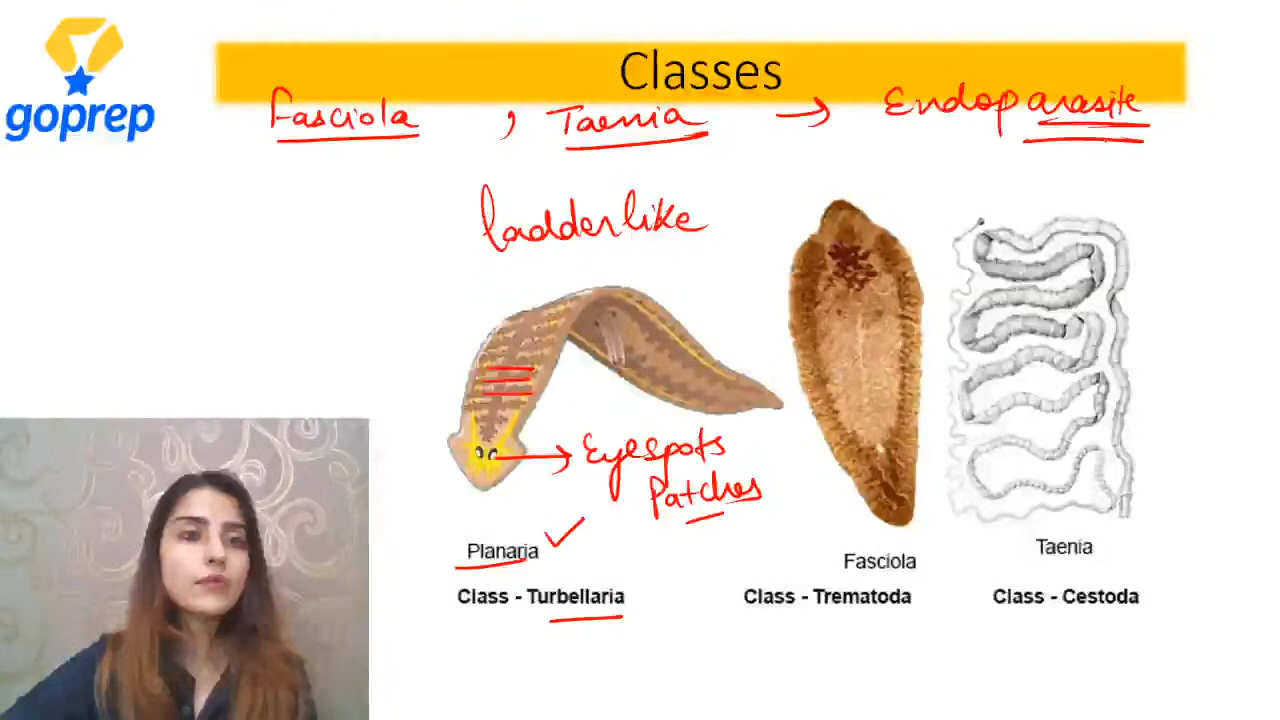 Classes
goprep
Fasciola , Taenia → Endoparasite
ladderlike
Eyespots
Patches
Planaria ✓
Fasciola
Taenia
Class - Turbellaria
Class - Trematoda
Class - Cestoda